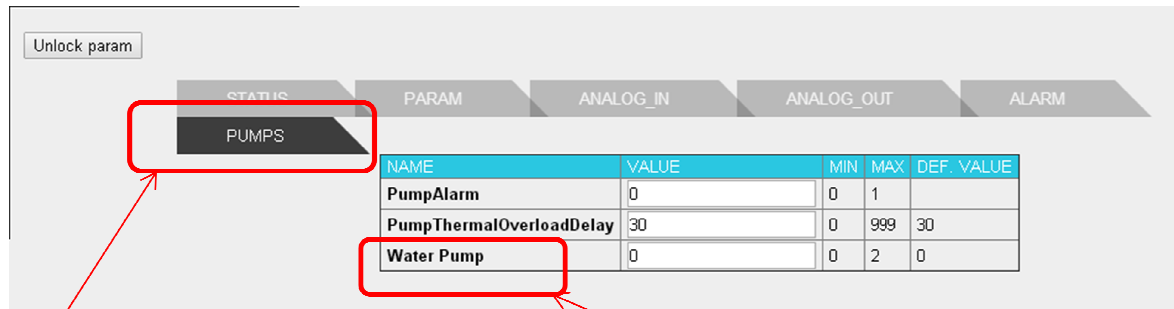 Unlock param
STATUS PARAM ANALOG_IN ANALOG_OUT ALARM
PUMPS
NAME VALUE MIN MAX DEF. VALUE
PumpAlarm 0 0 1
PumpThermalOverloadDelay 30 0 999 30
Water Pump 0 0 2 0